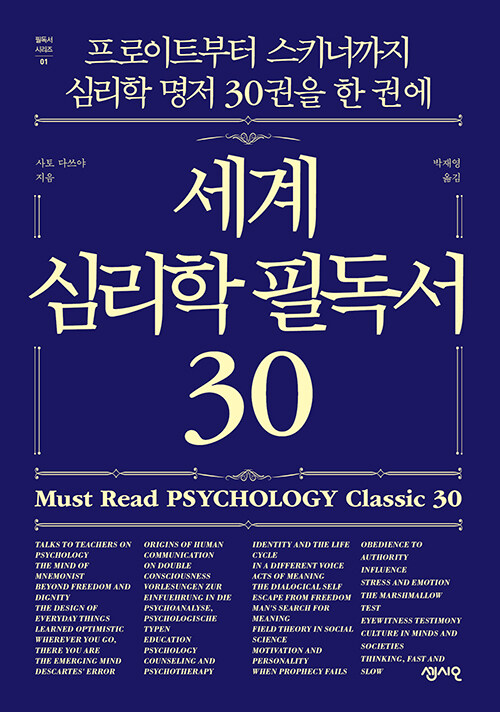 필독서
시리즈
01
프로이트부터 스키너까지
심리학 명저 30권을 한 권에
사토 다쓰야
지음
박재영
옮김
세계
심리학 필독서
30
Must Read PSYCHOLOGY Classic 30
TALKS TO TEACHERS ON
PSYCHOLOGY
THE MIND OF
MNEMONIST
BEYOND FREEDOM AND
DIGNITY
THE DESIGN OF
EVERYDAY THINGS
LEARNED OPTIMISTIC
WHEREVER YOU GO,
THERE YOU ARE
THE EMERGING MIND
DESCARTES' ERROR
ORIGINS OF HUMAN
COMMUNICATION
ON DOUBLE
CONSCIOUSNESS
VORLESUNGEN ZUR
EINFUEHRUNG IN DIE
PSYCHOANALYSE,
PSYCHOLOGISCHE
TYPEN
EDUCATION
PSYCHOLOGY
COUNSELING AND
PSYCHOTHERAPY
IDENTITY AND THE LIFE
CYCLE
IN A DIFFERENT VOICE
ACTS OF MEANING
THE DIALOGICAL SELF
ESCAPE FROM FREEDOM
MAN'S SEARCH FOR
MEANING
FIELD THEORY IN SOCIAL
SCIENCE
MOTIVATION AND
PERSONALITY
WHEN PROPHECY FAILS
OBEDIENCE TO
AUTHORITY
INFLUENCE
STRESS AND EMOTION
THE MARSHMALLOW
TEST
EYEWITNESS TESTIMONY
CULTURE IN MINDS AND
SOCIETIES
THINKING, FAST AND
SLOW
센시오